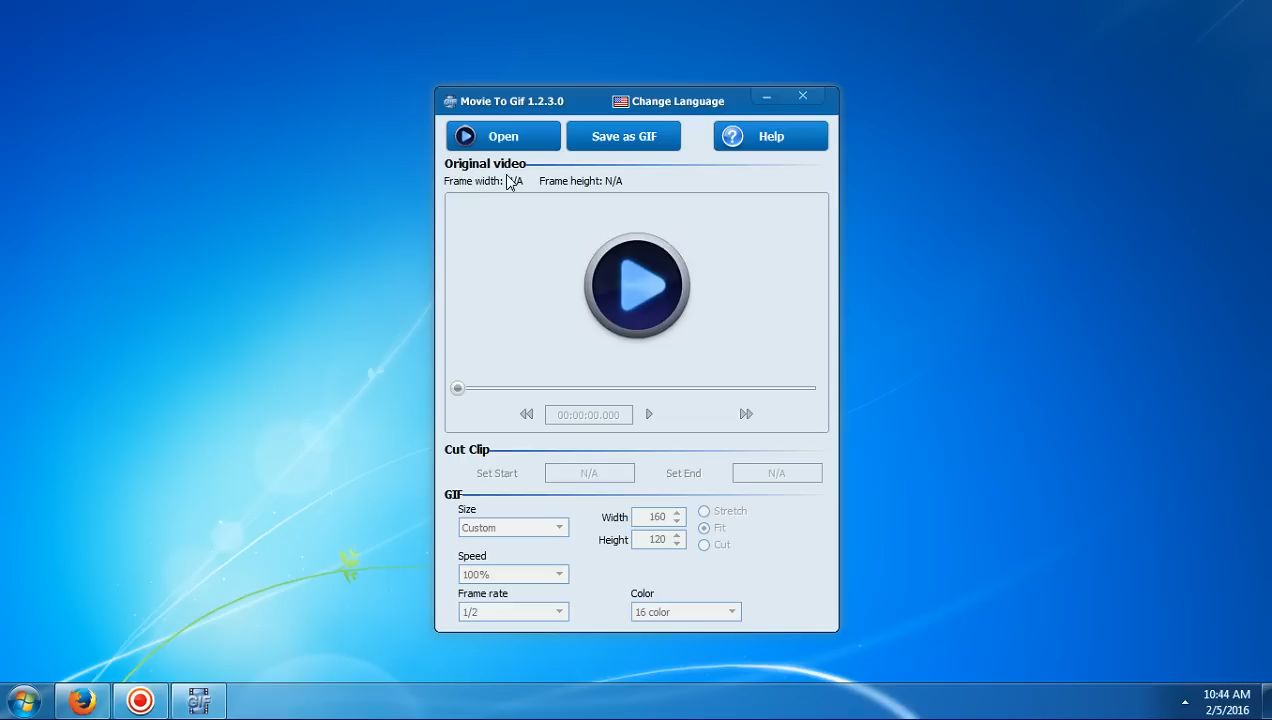 Movie To Gif 1.2.3.0 Change Language
Open Save as GIF ? Help
Original video
Frame width: N/A Frame height: N/A
00:00:00.000
Cut Clip
Set Start N/A Set End N/A
GIF
Size
Custom
Width 160
Height 120
Stretch
Fit
Cut
Speed
100%
Frame rate
1/2
Color
16 color
GIF
10:44 AM
2/5/2016